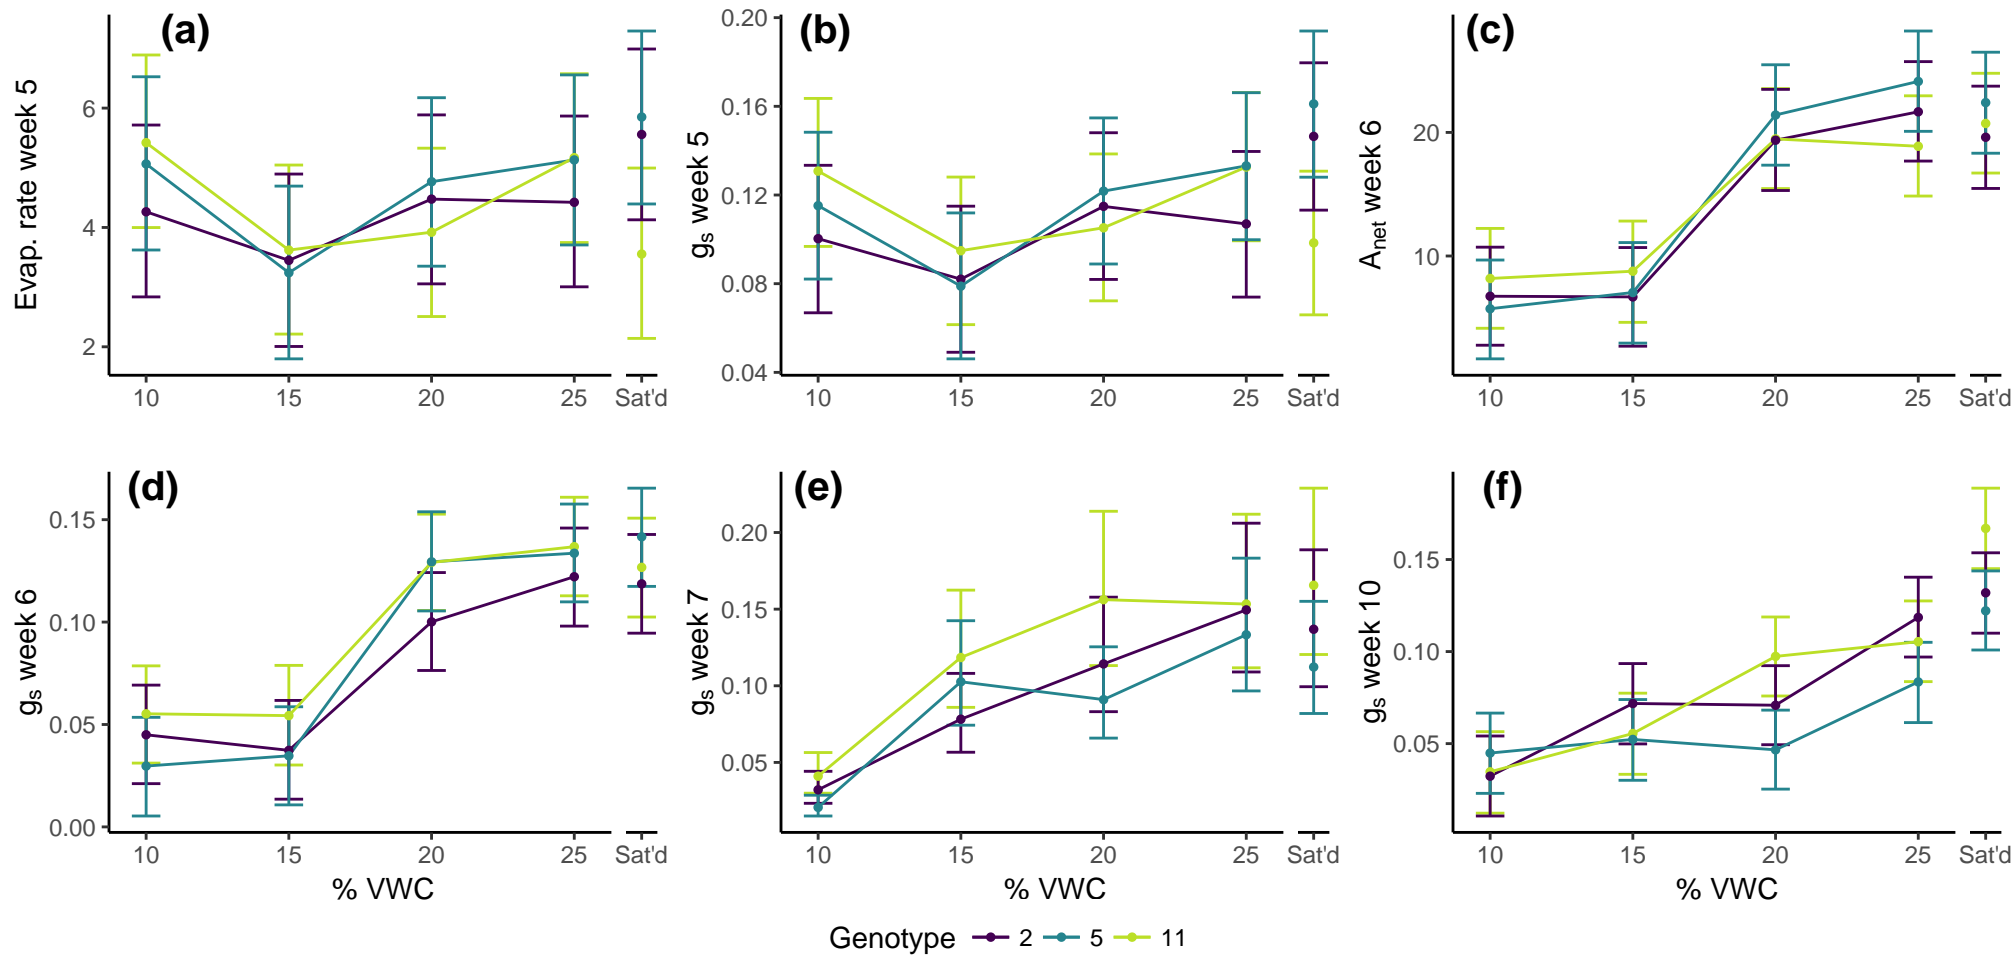 (a)
Evap. rate week 5
6
4
2
10 15 20 25 Sat'd
(b)
gs week 5
0.20
0.16
0.12
0.08
0.04
10 15 20 25 Sat'd
(c)
Anet week 6
20
10
10 15 20 25 Sat'd
(d)
gs week 6
0.15
0.10
0.05
0.00
10 15 20 25 Sat'd
% VWC
(e)
gs week 7
0.20
0.15
0.10
0.05
10 15 20 25 Sat'd
% VWC
(f)
gs week 10
0.15
0.10
0.05
10 15 20 25 Sat'd
% VWC
Genotype 2 5 11